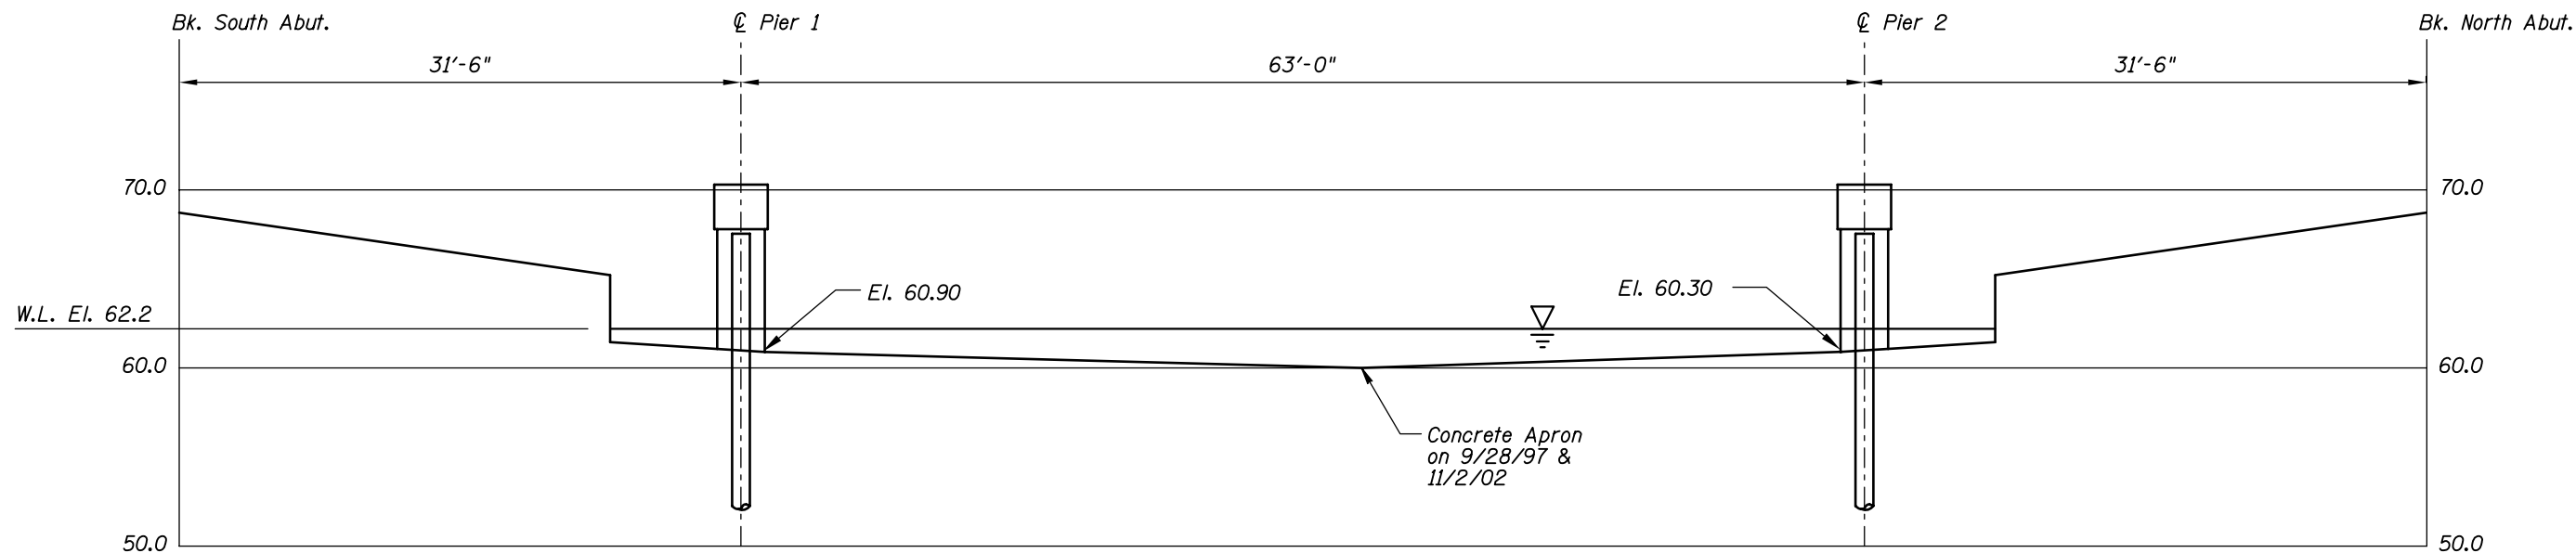 Bk. South Abut.
℄ Pier 1
℄ Pier 2
Bk. North Abut.
31'-6"
63'-0"
31'-6"
70.0
70.0
El. 60.90
El. 60.30
W.L. El. 62.2
60.0
60.0
Concrete Apron
on 9/28/97 &
11/2/02
50.0
50.0